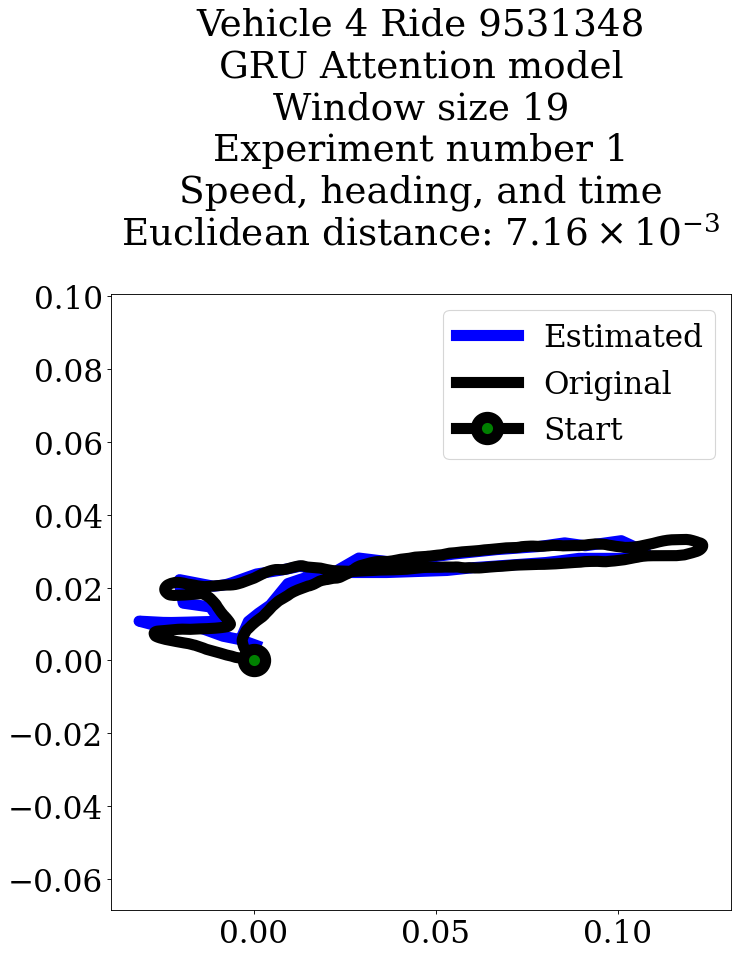 Vehicle 4 Ride 9531348
GRU Attention model
Window size 19
Experiment number 1
Speed, heading, and time
Euclidean distance: 7.16 × 10⁻³
Estimated
Original
Start
0.10
0.08
0.06
0.04
0.02
0.00
−0.02
−0.04
−0.06
0.00 0.05 0.10